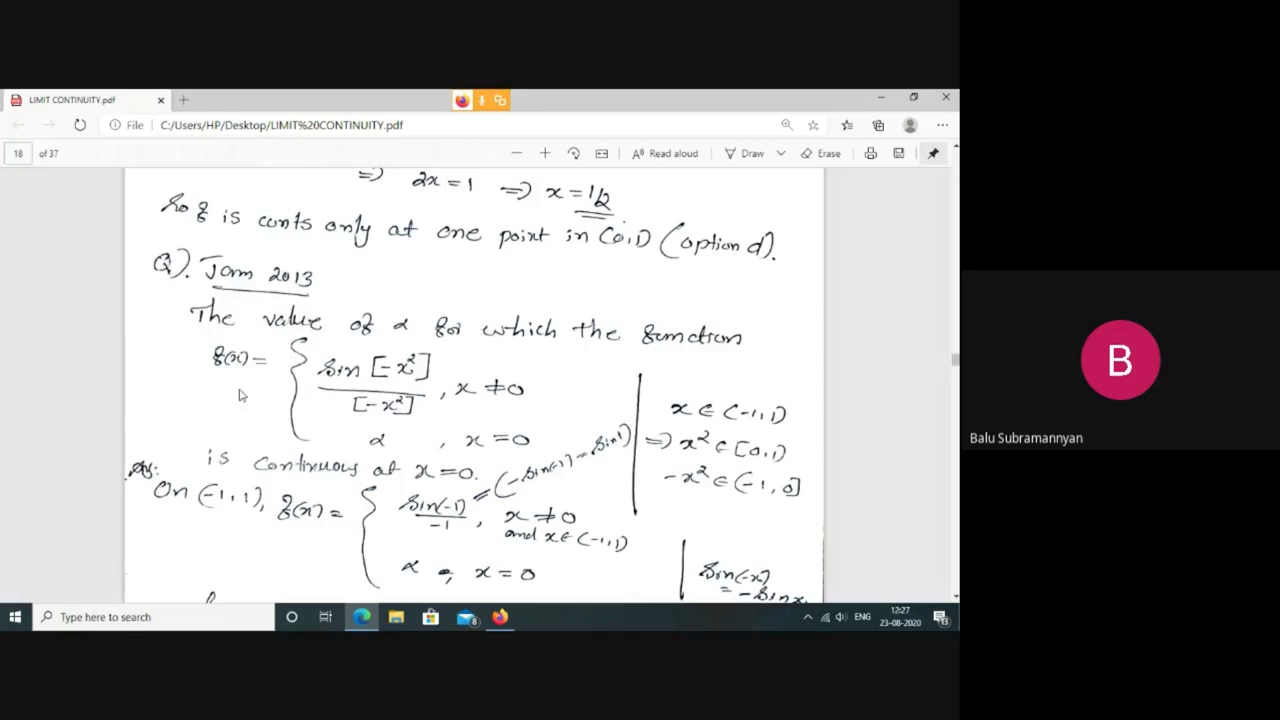 LIMIT CONTINUITY.pdf
File C:/Users/HP/Desktop/LIMIT%20CONTINUITY.pdf
18 of 37 Read aloud Draw Erase
=> 2x = 1 => x = 1/2
So f is conts only at one point in (0,1) (option d).
Q). Jam 2013
The value of α for which the function
f(x) = { sin [-x²] / [-x²] , x ≠ 0
α , x = 0
is continuous at x = 0.
x ∈ (-1,1)
=> x² ∈ [0,1)
-x² ∈ (-1,0]
Ans:
On (-1,1), f(x) = { sin(-1) / -1 , x ≠ 0
and x ∈ (-1,1)
α , x = 0
sin(-x)
= -sin x
B
Balu Subramannyan
Type here to search
8
ENG
12:27
23-08-2020
13